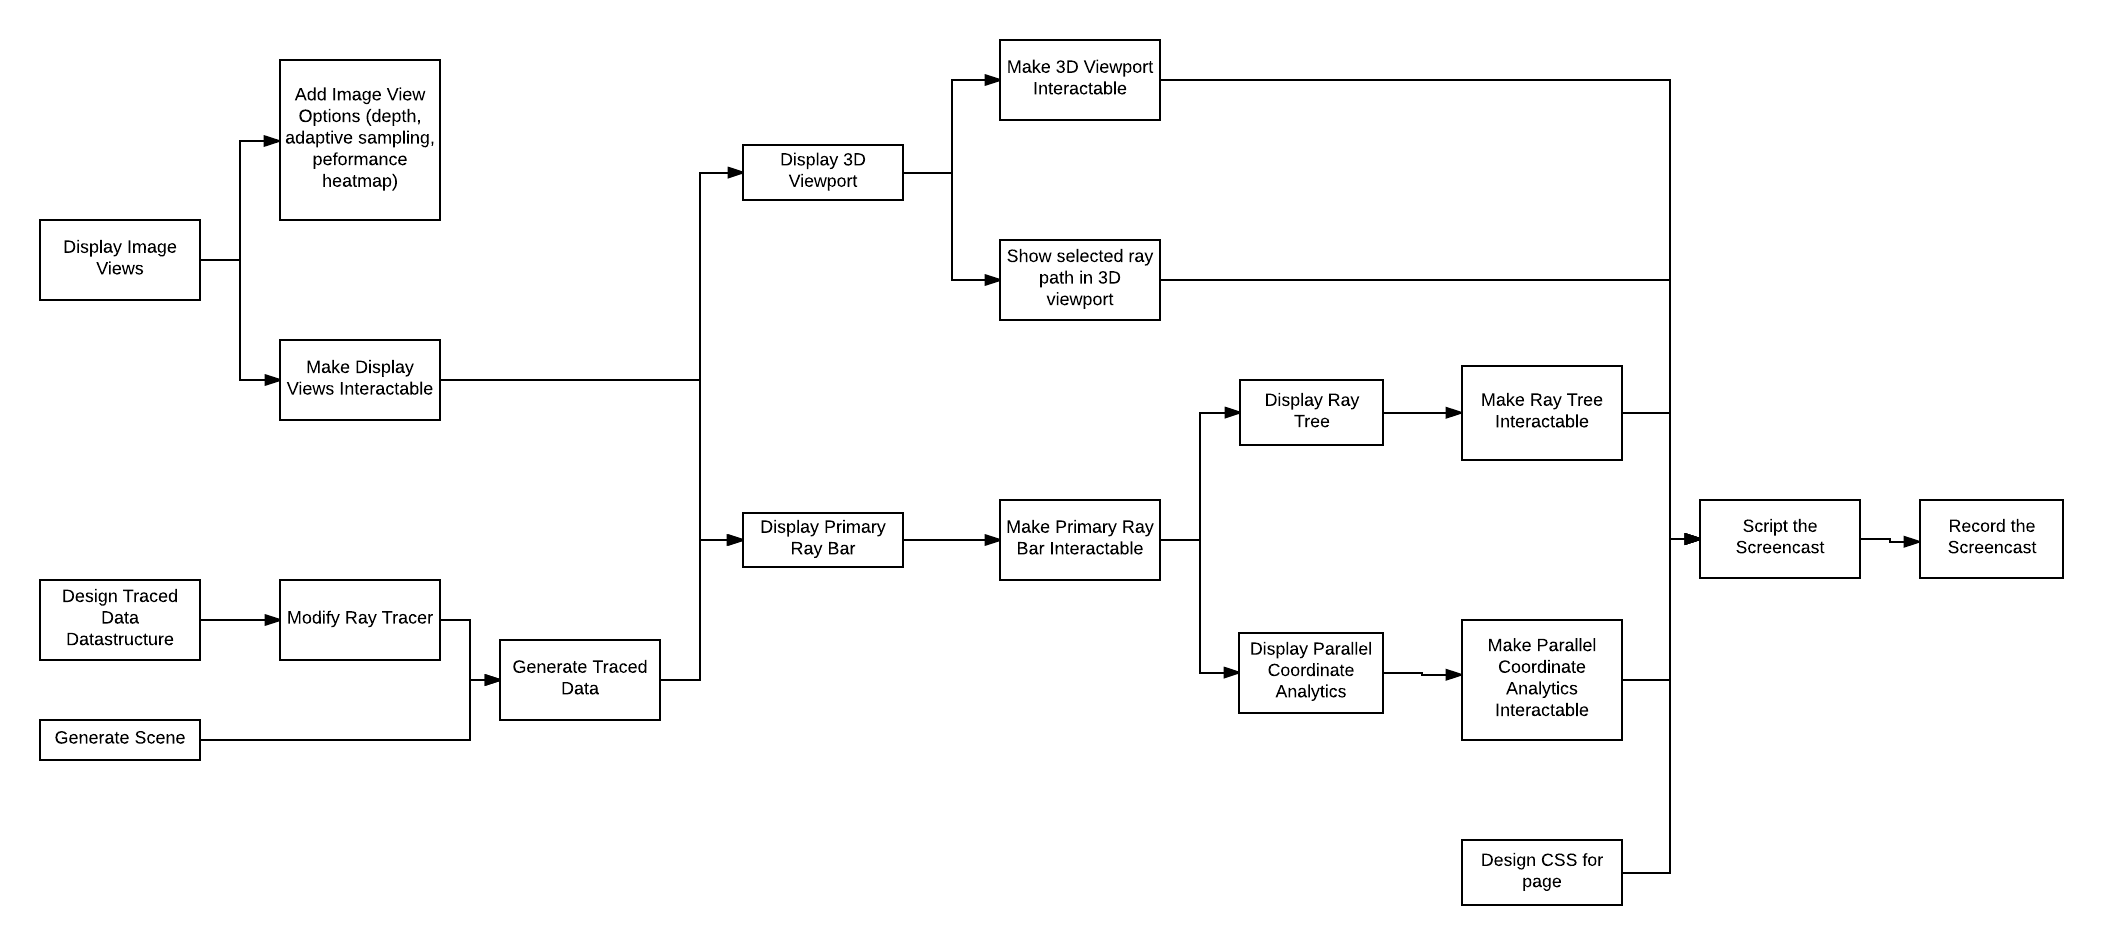 Add Image View
Options (depth,
adaptive sampling,
peformance
heatmap)
Display Image
Views
Make Display
Views Interactable
Design Traced
Data
Datastructure
Modify Ray Tracer
Generate Scene
Generate Traced
Data
Display 3D
Viewport
Make 3D Viewport
Interactable
Show selected ray
path in 3D
viewport
Display Primary
Ray Bar
Make Primary Ray
Bar Interactable
Display Ray
Tree
Make Ray Tree
Interactable
Display Parallel
Coordinate
Analytics
Make Parallel
Coordinate
Analytics
Interactable
Design CSS for
page
Script the
Screencast
Record the
Screencast